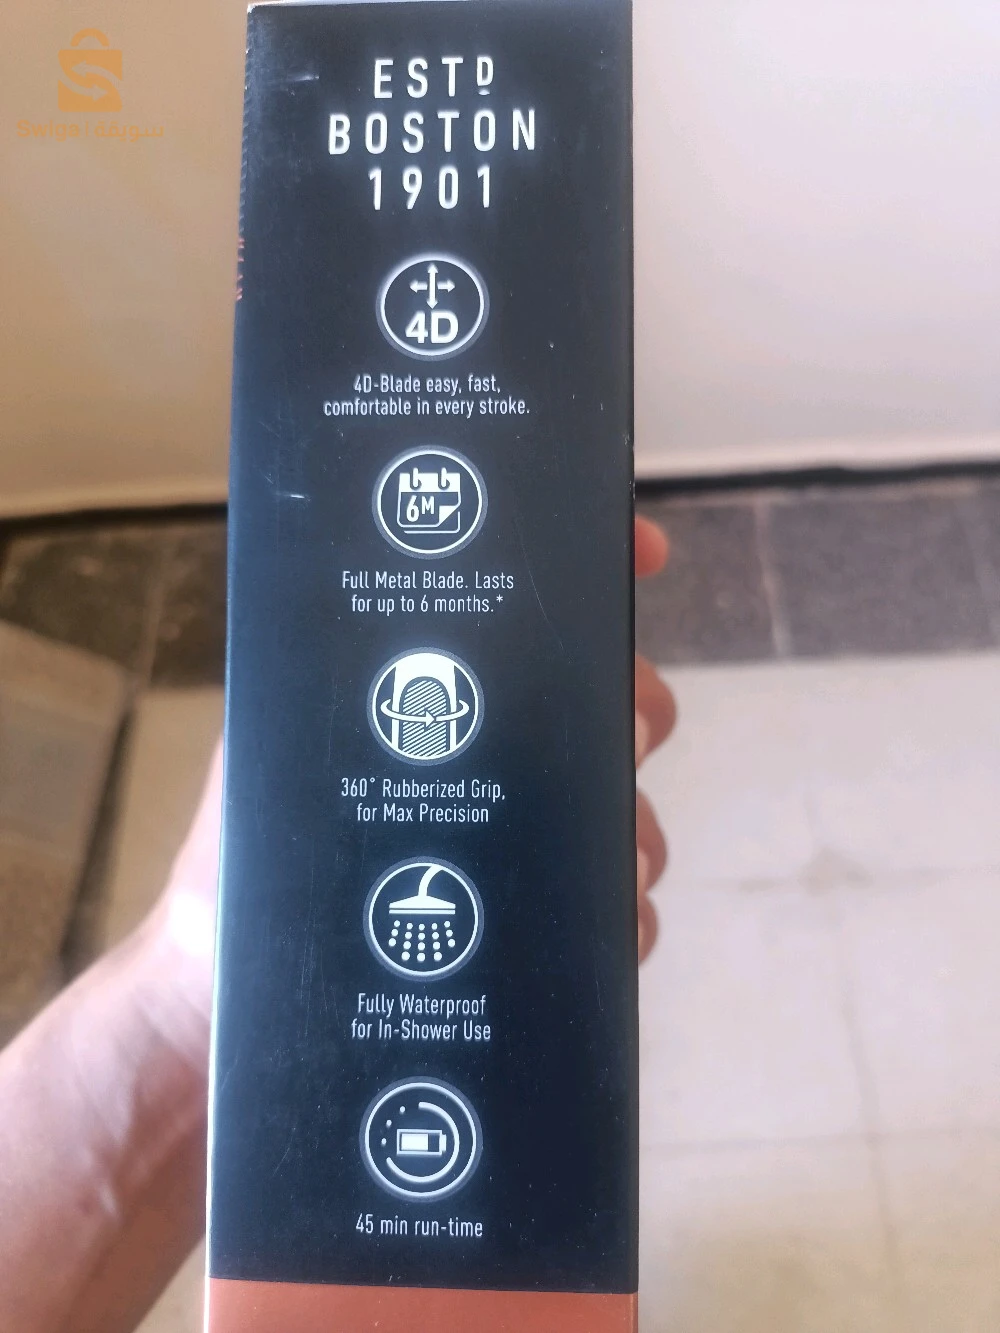 Swiqa | سويقة
ESTD
BOSTON
1901
4D
4D-Blade easy, fast,
comfortable in every stroke.
6M
Full Metal Blade. Lasts
for up to 6 months.*
360° Rubberized Grip,
for Max Precision
Fully Waterproof
for In-Shower Use
45 min run-time